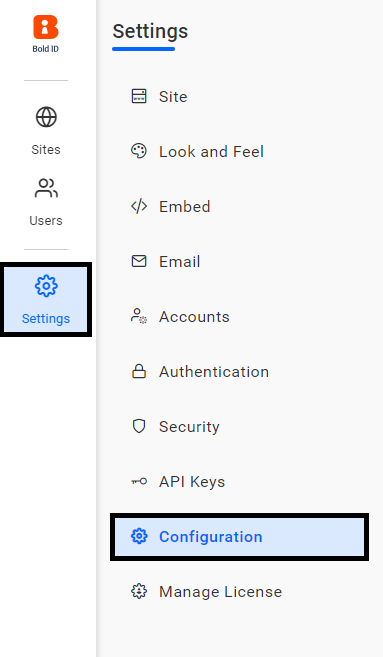 Bold ID
Sites
Users
Settings
Settings
Site
Look and Feel
Embed
Email
Accounts
Authentication
Security
API Keys
Configuration
Manage License